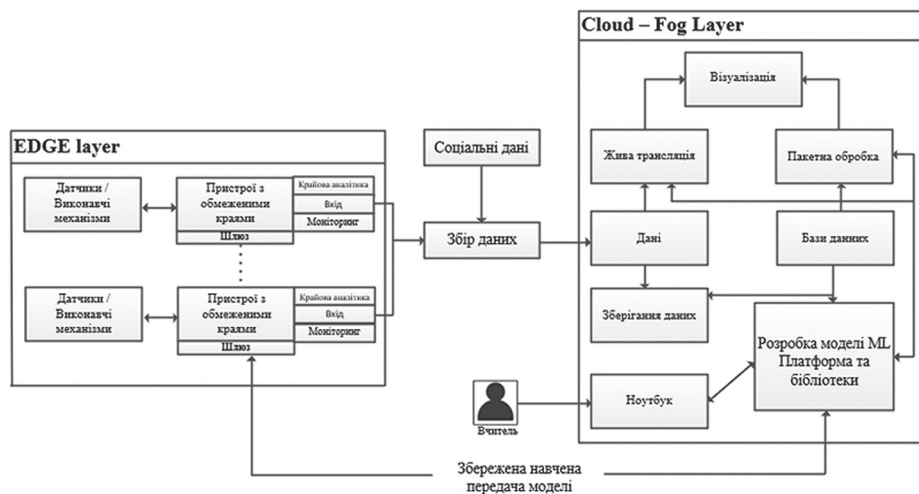 Cloud – Fog Layer
Візуалізація
EDGE layer
Соціальні дані
Жива трансляція
Пакетна обробка
Датчики /
Виконавчі
механізми
Пристрої з
обмеженими
краями
Шлюз
Крайова аналітика
Вхід
Моніторинг
Збір даних
Дані
Бази данних
Датчики /
Виконавчі
механізми
Пристрої з
обмеженими
краями
Шлюз
Крайова аналітика
Вхід
Моніторинг
Зберігання даних
Розробка моделі ML
Платформа та
бібліотеки
Ноутбук
Вчитель
Збережена навчена
передача моделі